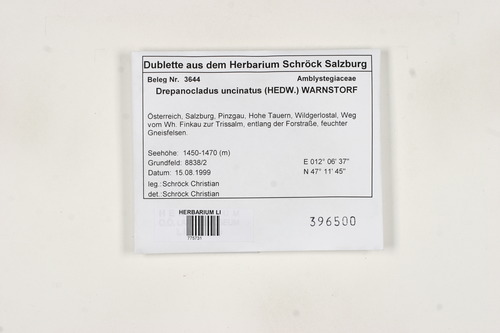 Dublette aus dem Herbarium Schröck Salzburg
Beleg Nr. 3644 Amblystegiaceae
Drepanocladus uncinatus (HEDW.) WARNSTORF
Österreich, Salzburg, Pinzgau, Hohe Tauern, Wildgerlostal, Weg
vom Wh. Finkau zur Trissalm, entlang der Forstraße, feuchter
Gneisfelsen.
Seehöhe: 1450-1470 (m)
Grundfeld: 8838/2 E 012° 06' 37"
Datum: 15.08.1999 N 47° 11' 45"
leg.:Schröck Christian
det.:Schröck Christian
HERBARIUM LI
775731
396500